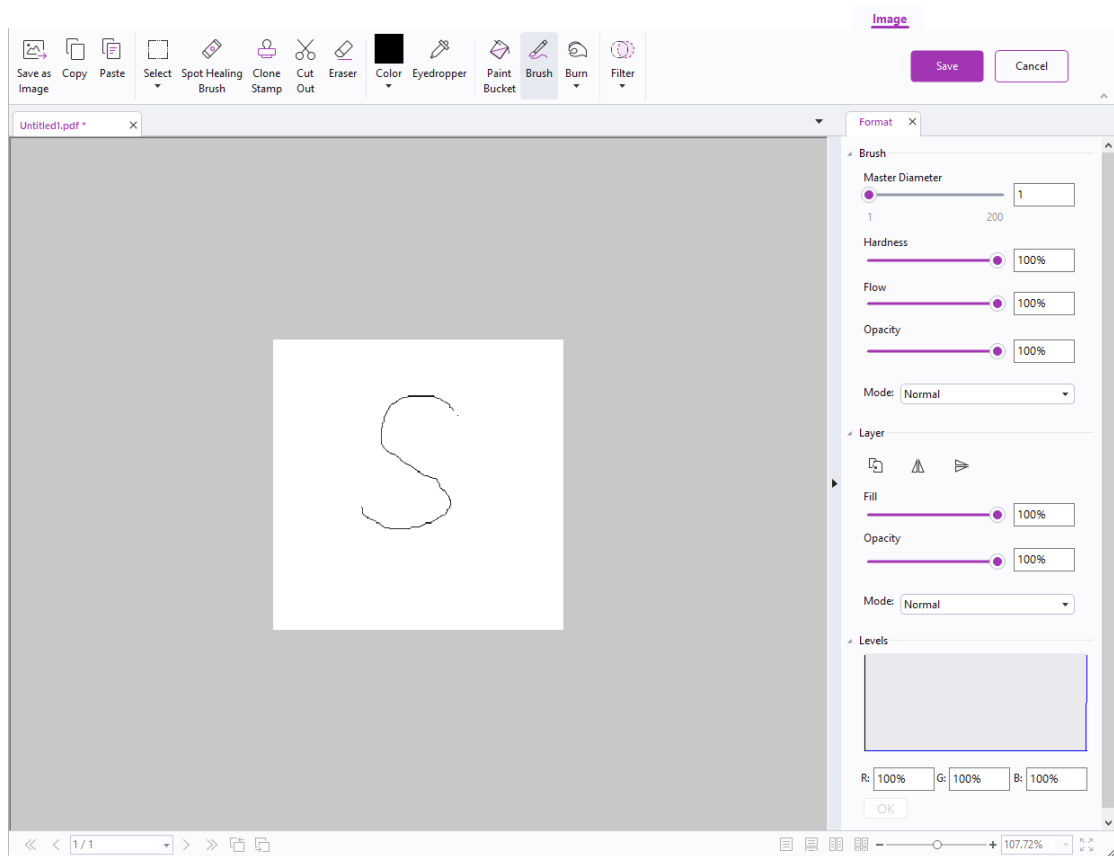 Image
Save as Image
Copy
Paste
Select
Spot Healing Brush
Clone Stamp
Cut Out
Eraser
Color
Eyedropper
Paint Bucket
Brush
Burn
Filter
Save
Cancel
Untitled1.pdf *
Format
Brush
Master Diameter
1
1 200
Hardness
100%
Flow
100%
Opacity
100%
Mode: Normal
Layer
Fill
100%
Opacity
100%
Mode: Normal
Levels
R: 100% G: 100% B: 100%
OK
S
1 / 1
107.72%